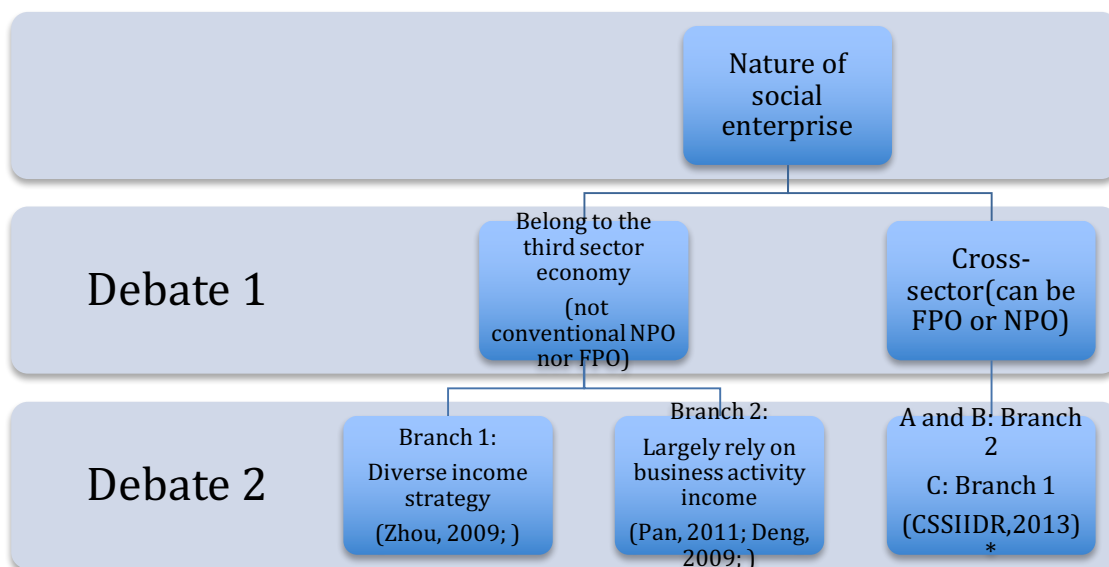 Nature of
social
enterprise
Debate 1
Belong to the
third sector
economy
(not
conventional NPO
nor FPO)
Cross-
sector(can be
FPO or NPO)
Debate 2
Branch 1:
Diverse income
strategy
(Zhou, 2009; )
Branch 2:
Largely rely on
business activity
income
(Pan, 2011; Deng,
2009; )
A and B: Branch
2
C: Branch 1
(CSSIIDR,2013)
*